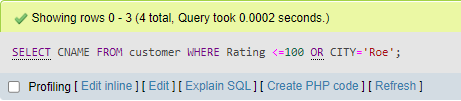 Showing rows 0 - 3 (4 total, Query took 0.0002 seconds.)
SELECT CNAME FROM customer WHERE Rating <=100 OR CITY='Roe';
Profiling [ Edit inline ] [ Edit ] [ Explain SQL ] [ Create PHP code ] [ Refresh ]